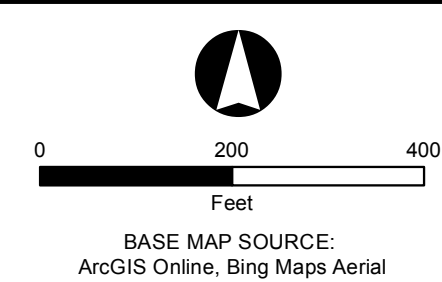 0 200 400
Feet
BASE MAP SOURCE:
ArcGIS Online, Bing Maps Aerial